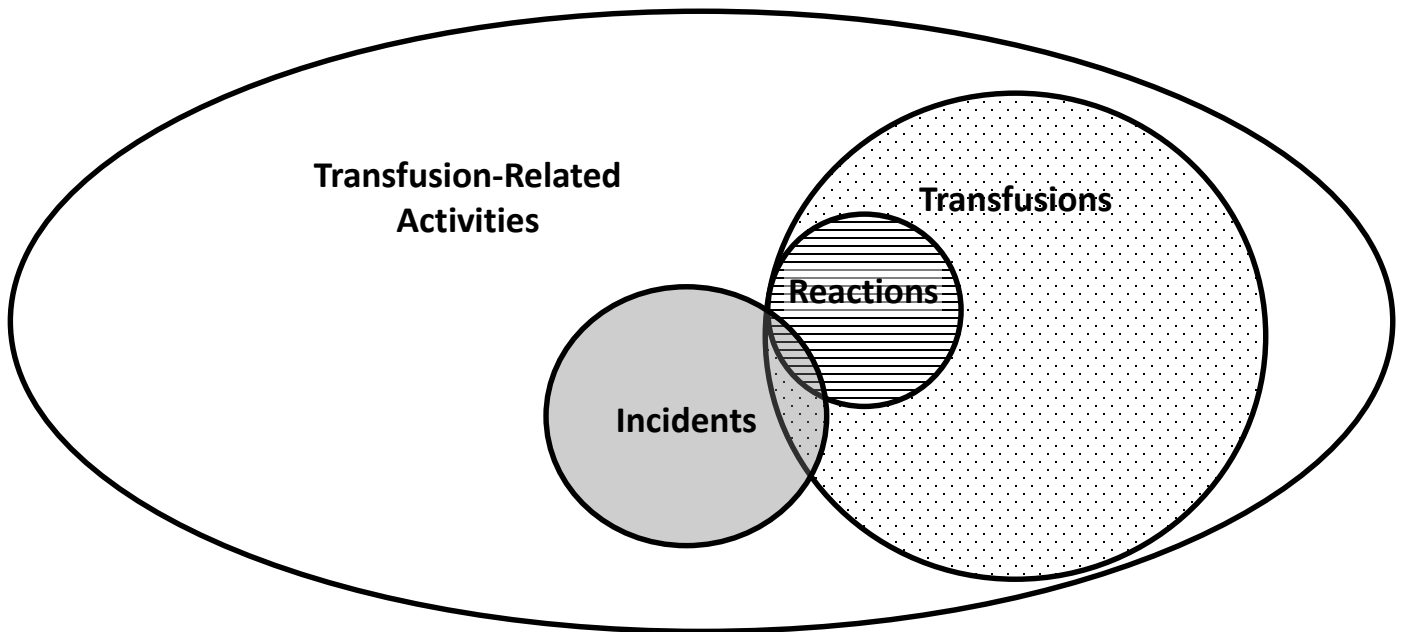 Transfusion-Related
Activities
Transfusions
Reactions
Incidents